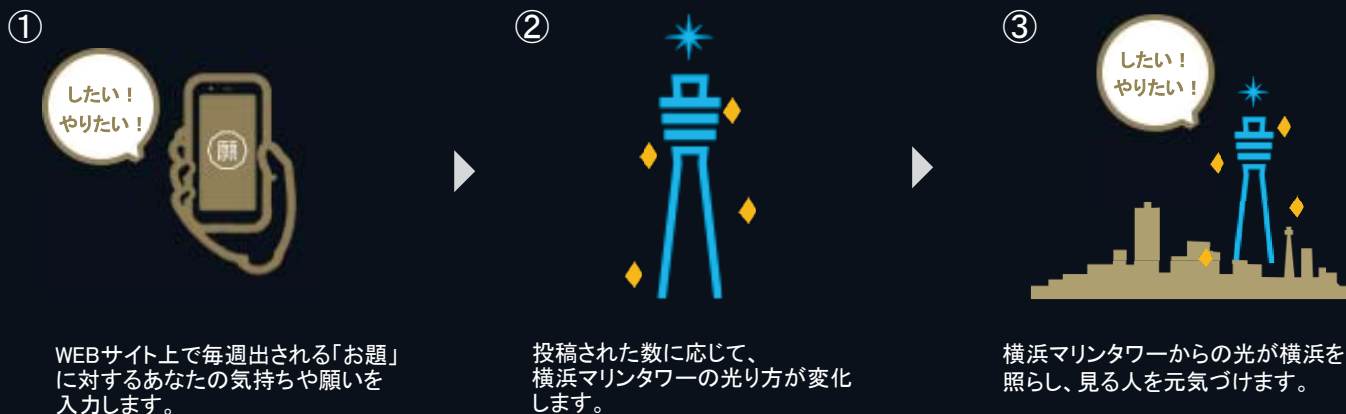 ①
したい！
やりたい！
願
WEBサイト上で毎週出される「お題」
に対するあなたの気持ちや願いを
入力します。
②
投稿された数に応じて、
横浜マリンタワーの光り方が変化
します。
③
したい！
やりたい！
横浜マリンタワーからの光が横浜を
照らし、見る人を元気づけます。